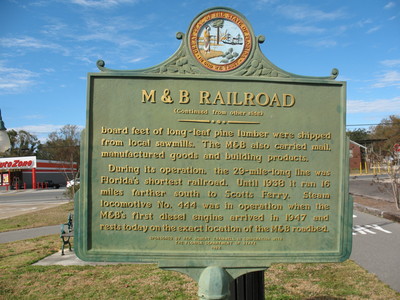 M & B RAILROAD
(Continued from other side)
board feet of long-leaf pine lumber were shipped
from local sawmills. The M&B also carried mail,
manufactured goods and building products.
During its operation, the 29-mile-long line was
Florida's shortest railroad. Until 1938 it ran 16
miles farther south to Scotts Ferry. Steam
locomotive No. 444 was in operation when the
M&B's first diesel engine arrived in 1947 and
rests today on the exact location of the M&B roadbed.
AutoZone